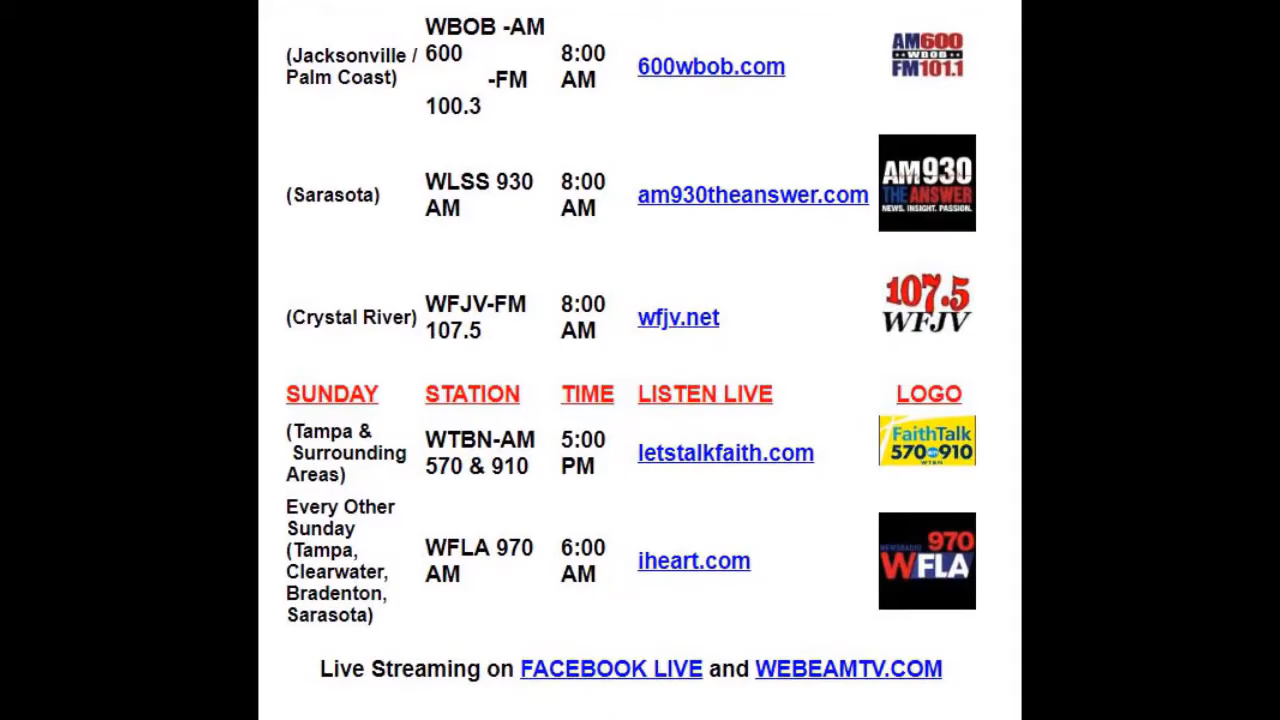 WBOB -AM
(Jacksonville / 600 8:00
Palm Coast) -FM AM 600wbob.com
100.3
AM600
WBOB
FM101.1
(Sarasota) WLSS 930 AM 8:00 AM am930theanswer.com
AM930
THE ANSWER
NEWS. INSIGHT. PASSION.
(Crystal River) WFJV-FM 107.5 8:00 AM wfjv.net
107.5
WFJV
SUNDAY STATION TIME LISTEN LIVE LOGO
(Tampa &
Surrounding
Areas)
WTBN-AM
570 & 910
5:00
PM
letstalkfaith.com
FaithTalk
570 910
WTBN
Every Other
Sunday
(Tampa,
Clearwater,
Bradenton,
Sarasota)
WFLA 970
AM
6:00
AM
iheart.com
NEWSRADIO 970
WFLA
Live Streaming on FACEBOOK LIVE and WEBEAMTV.COM